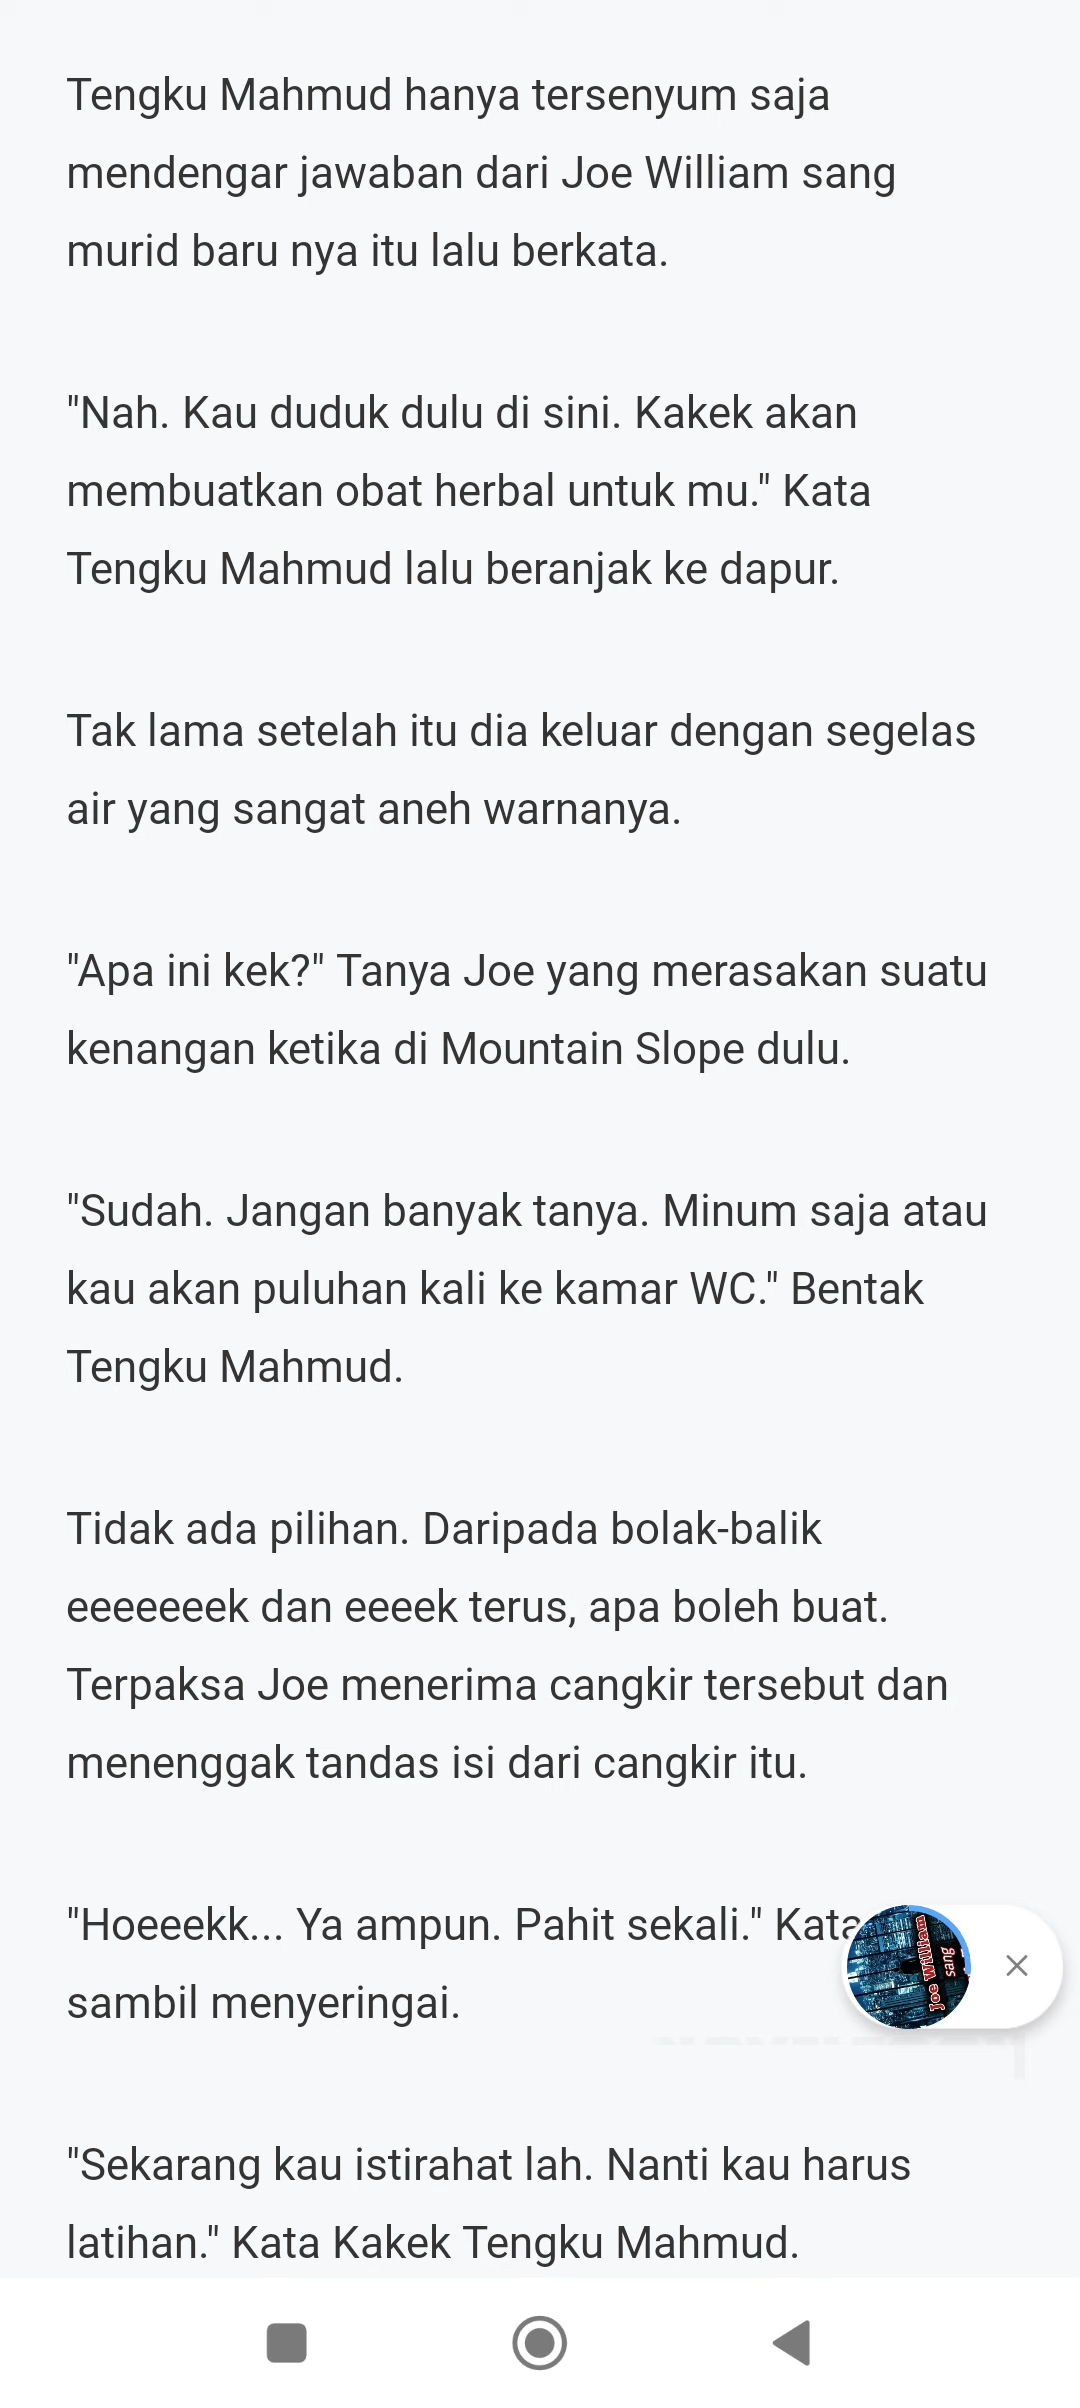 Tengku Mahmud hanya tersenyum saja
mendengar jawaban dari Joe William sang
murid baru nya itu lalu berkata.
"Nah. Kau duduk dulu di sini. Kakek akan
membuatkan obat herbal untuk mu." Kata
Tengku Mahmud lalu beranjak ke dapur.
Tak lama setelah itu dia keluar dengan segelas
air yang sangat aneh warnanya.
"Apa ini kek?" Tanya Joe yang merasakan suatu
kenangan ketika di Mountain Slope dulu.
"Sudah. Jangan banyak tanya. Minum saja atau
kau akan puluhan kali ke kamar WC." Bentak
Tengku Mahmud.
Tidak ada pilihan. Daripada bolak-balik
eeeeeeek dan eeeek terus, apa boleh buat.
Terpaksa Joe menerima cangkir tersebut dan
menenggak tandas isi dari cangkir itu.
"Hoeeekk... Ya ampun. Pahit sekali." Kata
sambil menyeringai.
Joe William
sang
"Sekarang kau istirahat lah. Nanti kau harus
latihan." Kata Kakek Tengku Mahmud.